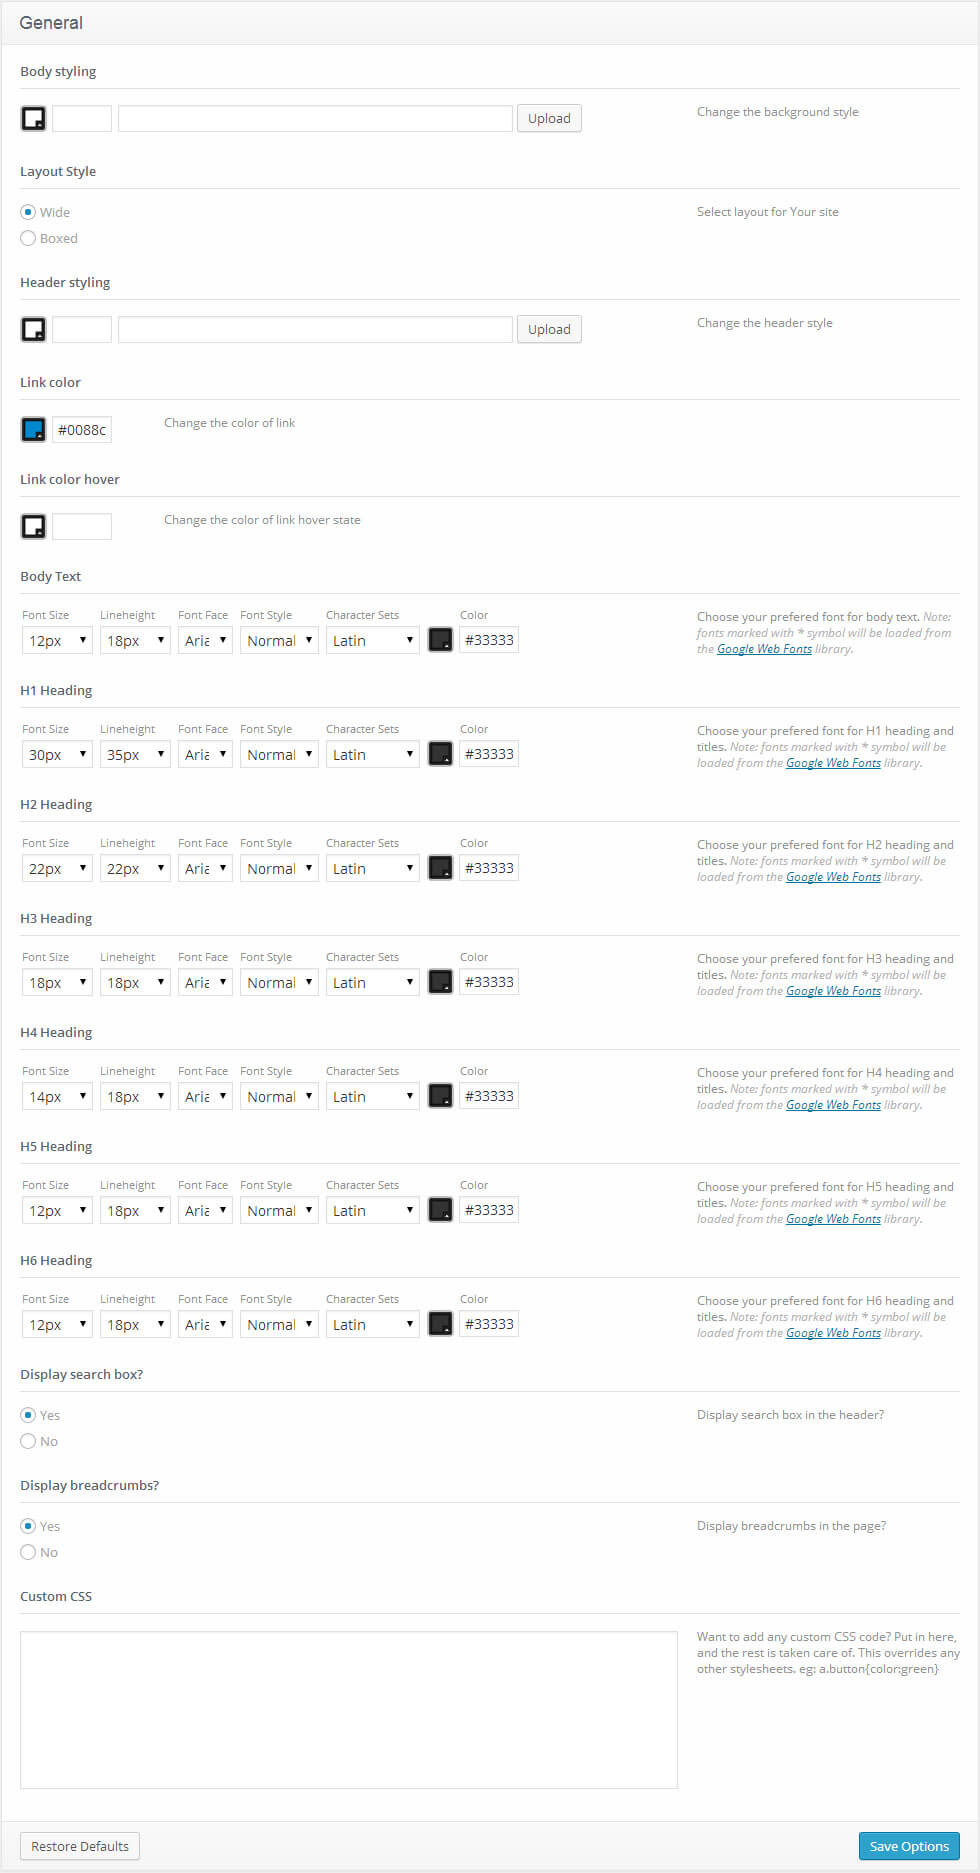 General
Body styling
Upload
Change the background style
Layout Style
Wide
Select layout for Your site
Boxed
Header styling
Upload
Change the header style
Link color
#0088c
Change the color of link
Link color hover
Change the color of link hover state
Body Text
Font Size Lineheight Font Face Font Style Character Sets Color
12px 18px Aria Normal Latin #33333
Choose your prefered font for body text. Note:
fonts marked with * symbol will be loaded from
the Google Web Fonts library.
H1 Heading
Font Size Lineheight Font Face Font Style Character Sets Color
30px 35px Aria Normal Latin #33333
Choose your prefered font for H1 heading and
titles. Note: fonts marked with * symbol will be
loaded from the Google Web Fonts library.
H2 Heading
Font Size Lineheight Font Face Font Style Character Sets Color
22px 22px Aria Normal Latin #33333
Choose your prefered font for H2 heading and
titles. Note: fonts marked with * symbol will be
loaded from the Google Web Fonts library.
H3 Heading
Font Size Lineheight Font Face Font Style Character Sets Color
18px 18px Aria Normal Latin #33333
Choose your prefered font for H3 heading and
titles. Note: fonts marked with * symbol will be
loaded from the Google Web Fonts library.
H4 Heading
Font Size Lineheight Font Face Font Style Character Sets Color
14px 18px Aria Normal Latin #33333
Choose your prefered font for H4 heading and
titles. Note: fonts marked with * symbol will be
loaded from the Google Web Fonts library.
H5 Heading
Font Size Lineheight Font Face Font Style Character Sets Color
12px 18px Aria Normal Latin #33333
Choose your prefered font for H5 heading and
titles. Note: fonts marked with * symbol will be
loaded from the Google Web Fonts library.
H6 Heading
Font Size Lineheight Font Face Font Style Character Sets Color
12px 18px Aria Normal Latin #33333
Choose your prefered font for H6 heading and
titles. Note: fonts marked with * symbol will be
loaded from the Google Web Fonts library.
Display search box?
Yes
Display search box in the header?
No
Display breadcrumbs?
Yes
Display breadcrumbs in the page?
No
Custom CSS
Want to add any custom CSS code? Put in here,
and the rest is taken care of. This overrides any
other stylesheets. eg: a.button{color:green}
Restore Defaults
Save Options